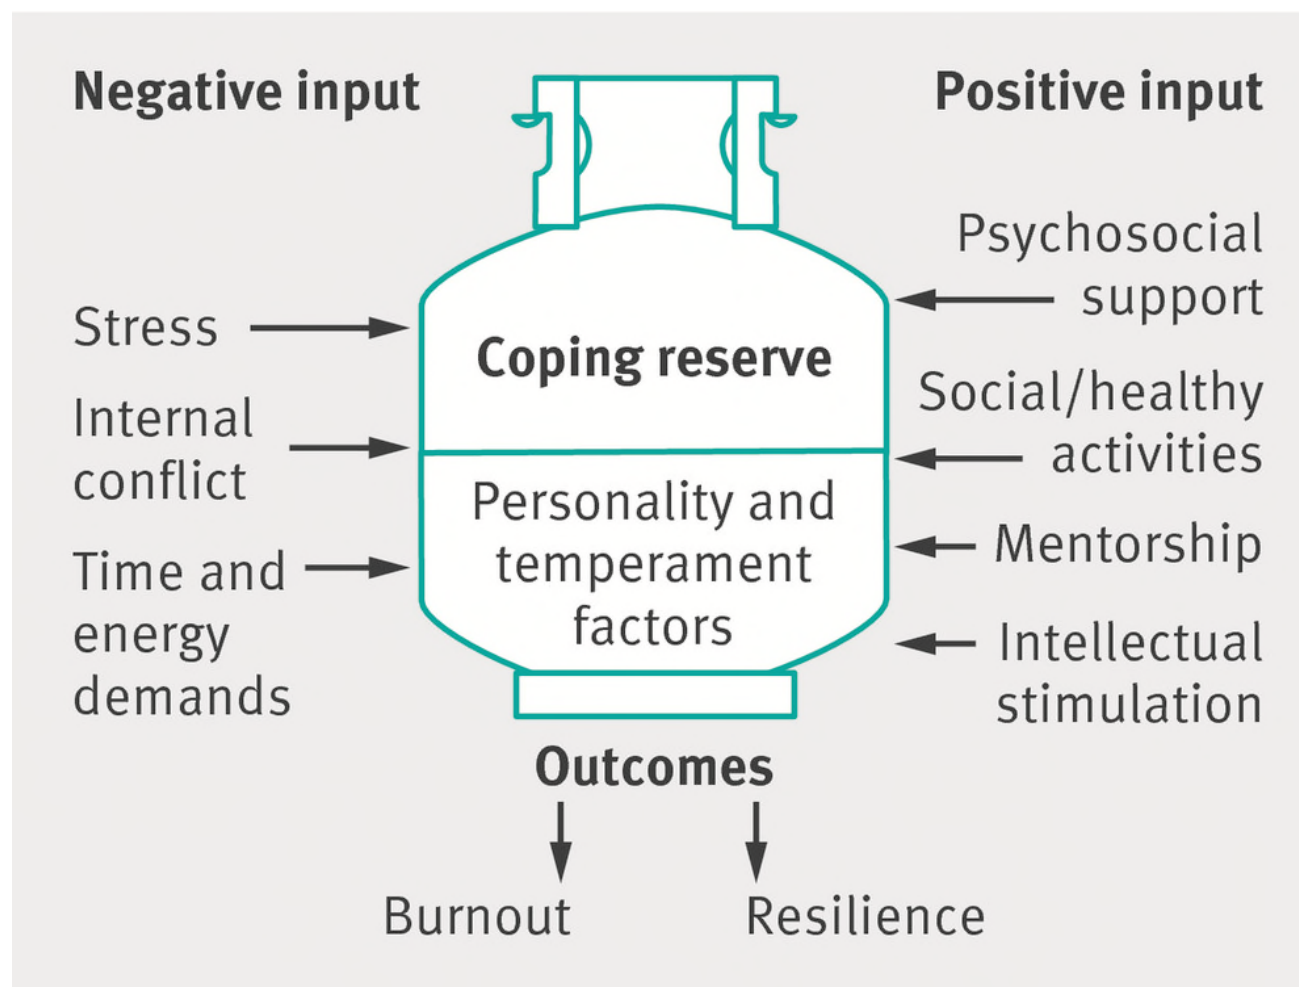 Negative input
Positive input
Stress
Internal
conflict
Time and
energy
demands
Coping reserve
Personality and
temperament
factors
Psychosocial
support
Social/healthy
activities
Mentorship
Intellectual
stimulation
Outcomes
Burnout
Resilience